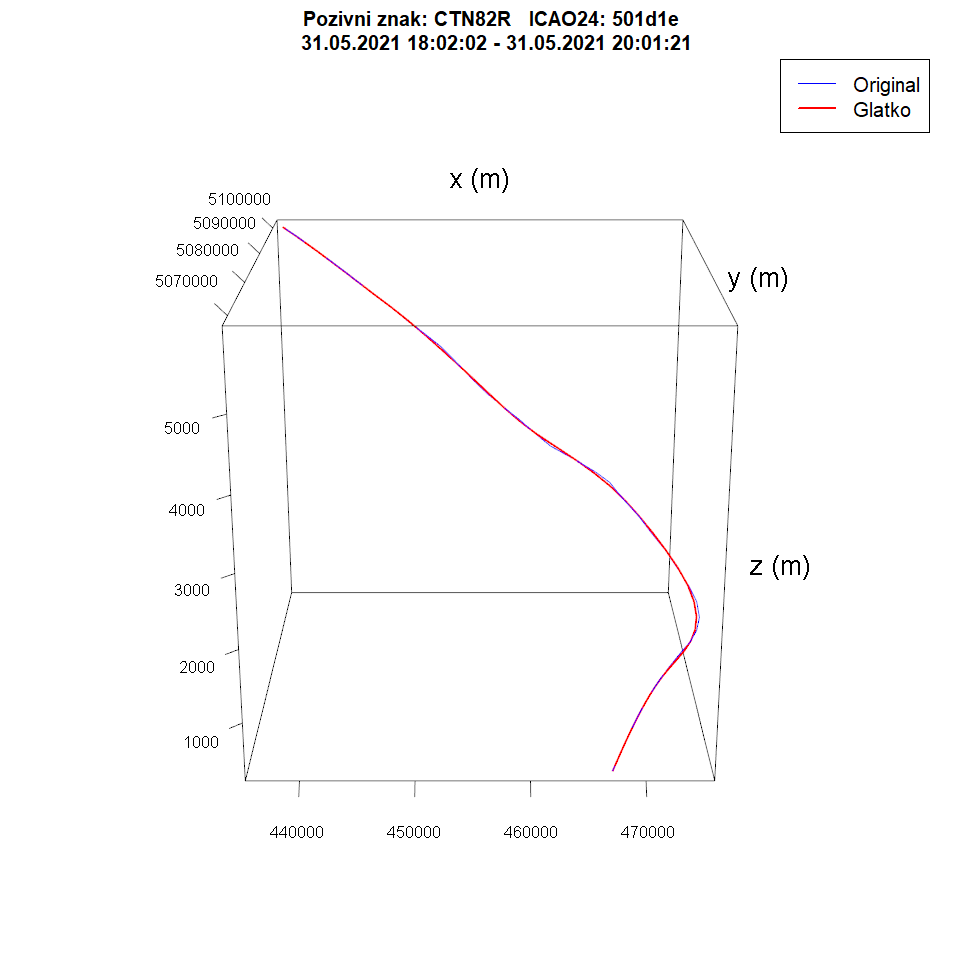 Pozivni znak: CTN82R ICAO24: 501d1e
31.05.2021 18:02:02 - 31.05.2021 20:01:21
Original
Glatko
x (m)
5100000
5090000
5080000
5070000
y (m)
5000
4000
3000
2000
1000
z (m)
440000 450000 460000 470000